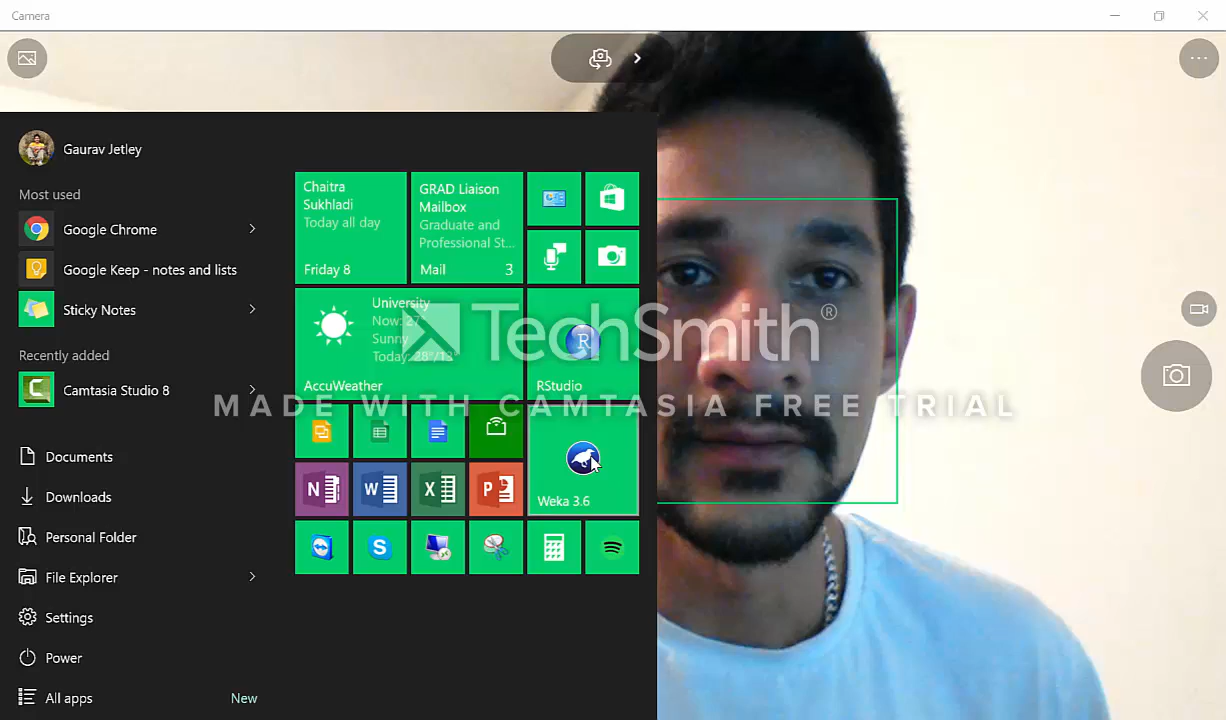 Camera
Gaurav Jetley
Most used
Google Chrome
Google Keep - notes and lists
Sticky Notes
Recently added
Camtasia Studio 8
Documents
Downloads
Personal Folder
File Explorer
Settings
Power
All apps
New
Chaitra
Sukhladi
Today all day
Friday 8
GRAD Liaison
Mailbox
Graduate and
Professional St...
Mail 3
University
Now: 27°
Sunny
Today: 28°/13°
AccuWeather
R
RStudio
N
W
X
P
Weka 3.6
S
TechSmith®
MADE WITH CAMTASIA FREE TRIAL